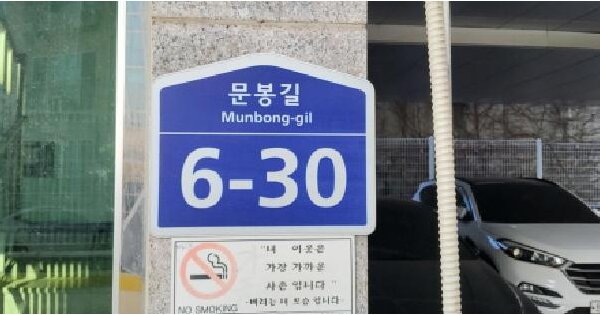 문봉길
Munbong-gil
6-30
"내 이웃은
가장 가까운
사촌 입니다"
NO SMOKING